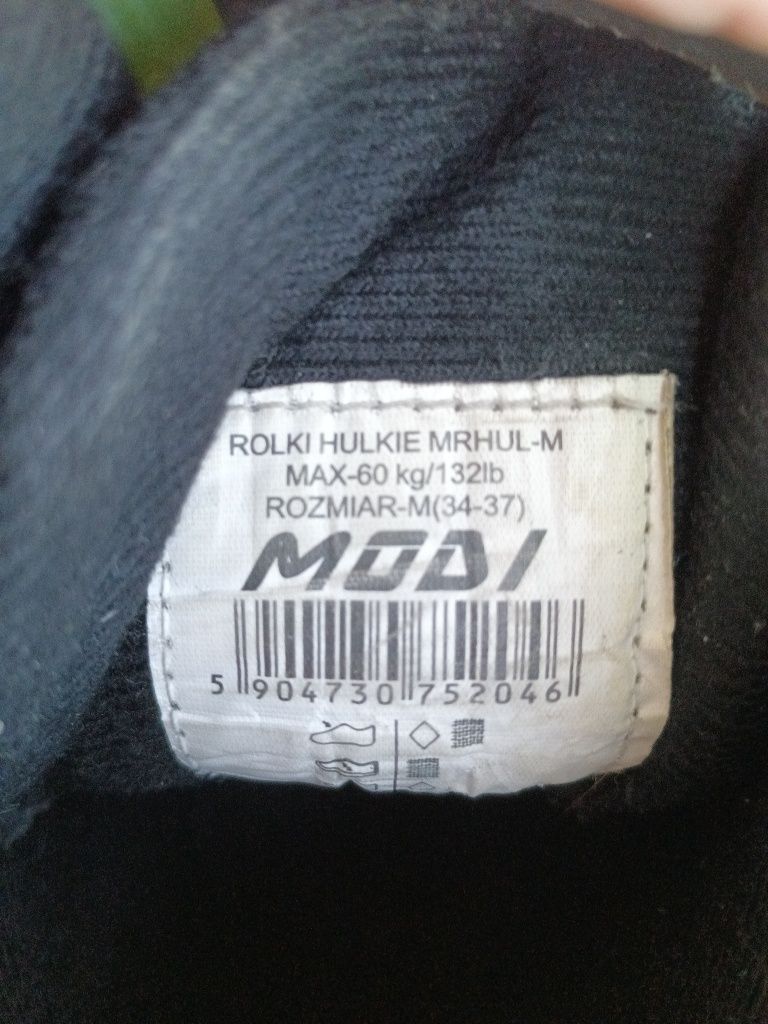 ROLKI HULKIE MRHUL-M
MAX-60 kg/132lb
ROZMIAR-M(34-37)
MODI
5 904730 752046